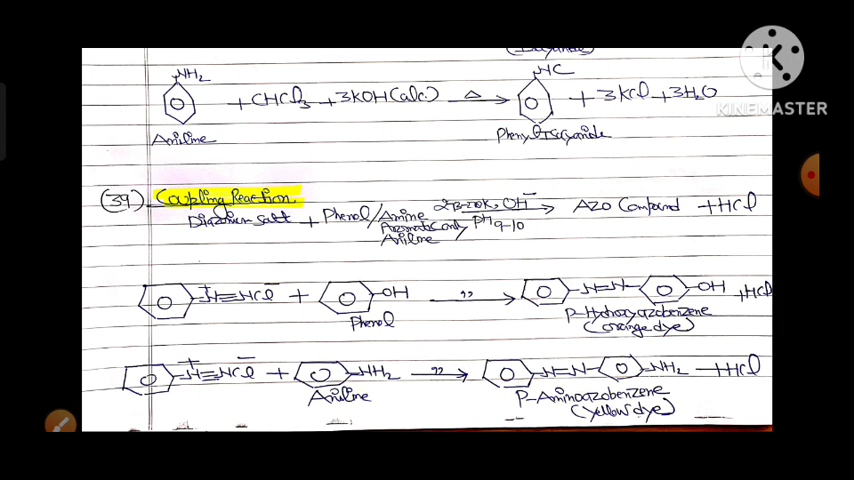 NH2
NC
+ CHCl3 + 3KOH(alc.) Δ→ + 3KCl + 3H2O
Aniline
Phenyl Isocyanide
KINEMASTER
(39) Coupling Reaction
Diazonium Salt + Phenol/Amine OH⁻ → AZO Compound + HCl
Aromatic only PH 9-10
Aniline
+ –
N≡NCl + OH ,,→ N=N OH + HCl
Phenol P-Hydroxyazobenzene
(orange dye)
+ –
N≡NCl + NH2 ,,→ N=N NH2 + HCl
Aniline P-Aminoazobenzene
(yellow dye)